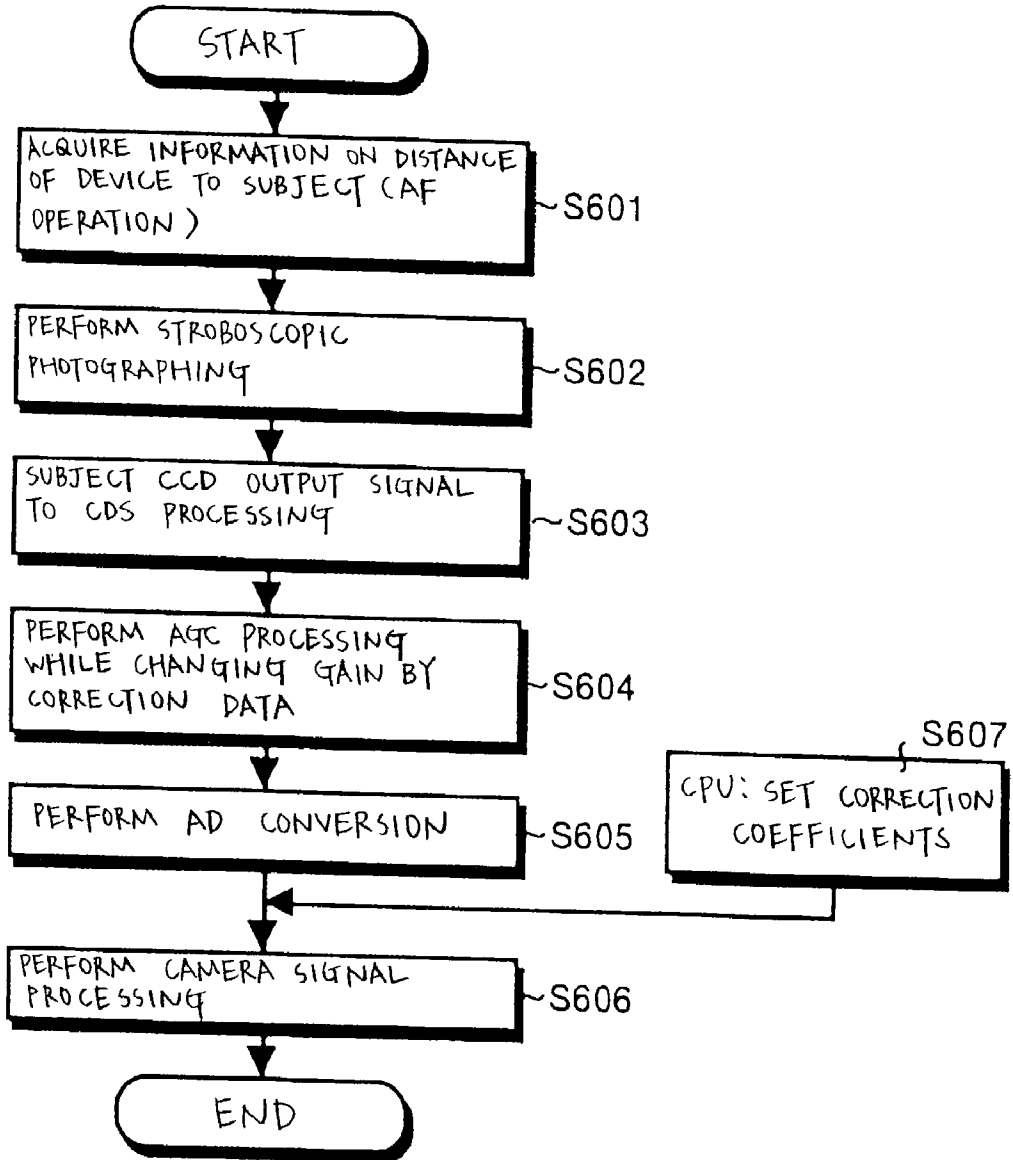 START
ACQUIRE INFORMATION ON DISTANCE
OF DEVICE TO SUBJECT (AF
OPERATION)
~S601
PERFORM STROBOSCOPIC
PHOTOGRAPHING
~S602
SUBJECT CCD OUTPUT SIGNAL
TO CDS PROCESSING
~S603
PERFORM AGC PROCESSING
WHILE CHANGING GAIN BY
CORRECTION DATA
~S604
S607
CPU: SET CORRECTION
COEFFICIENTS
PERFORM AD CONVERSION
~S605
PERFORM CAMERA SIGNAL
PROCESSING
~S606
END